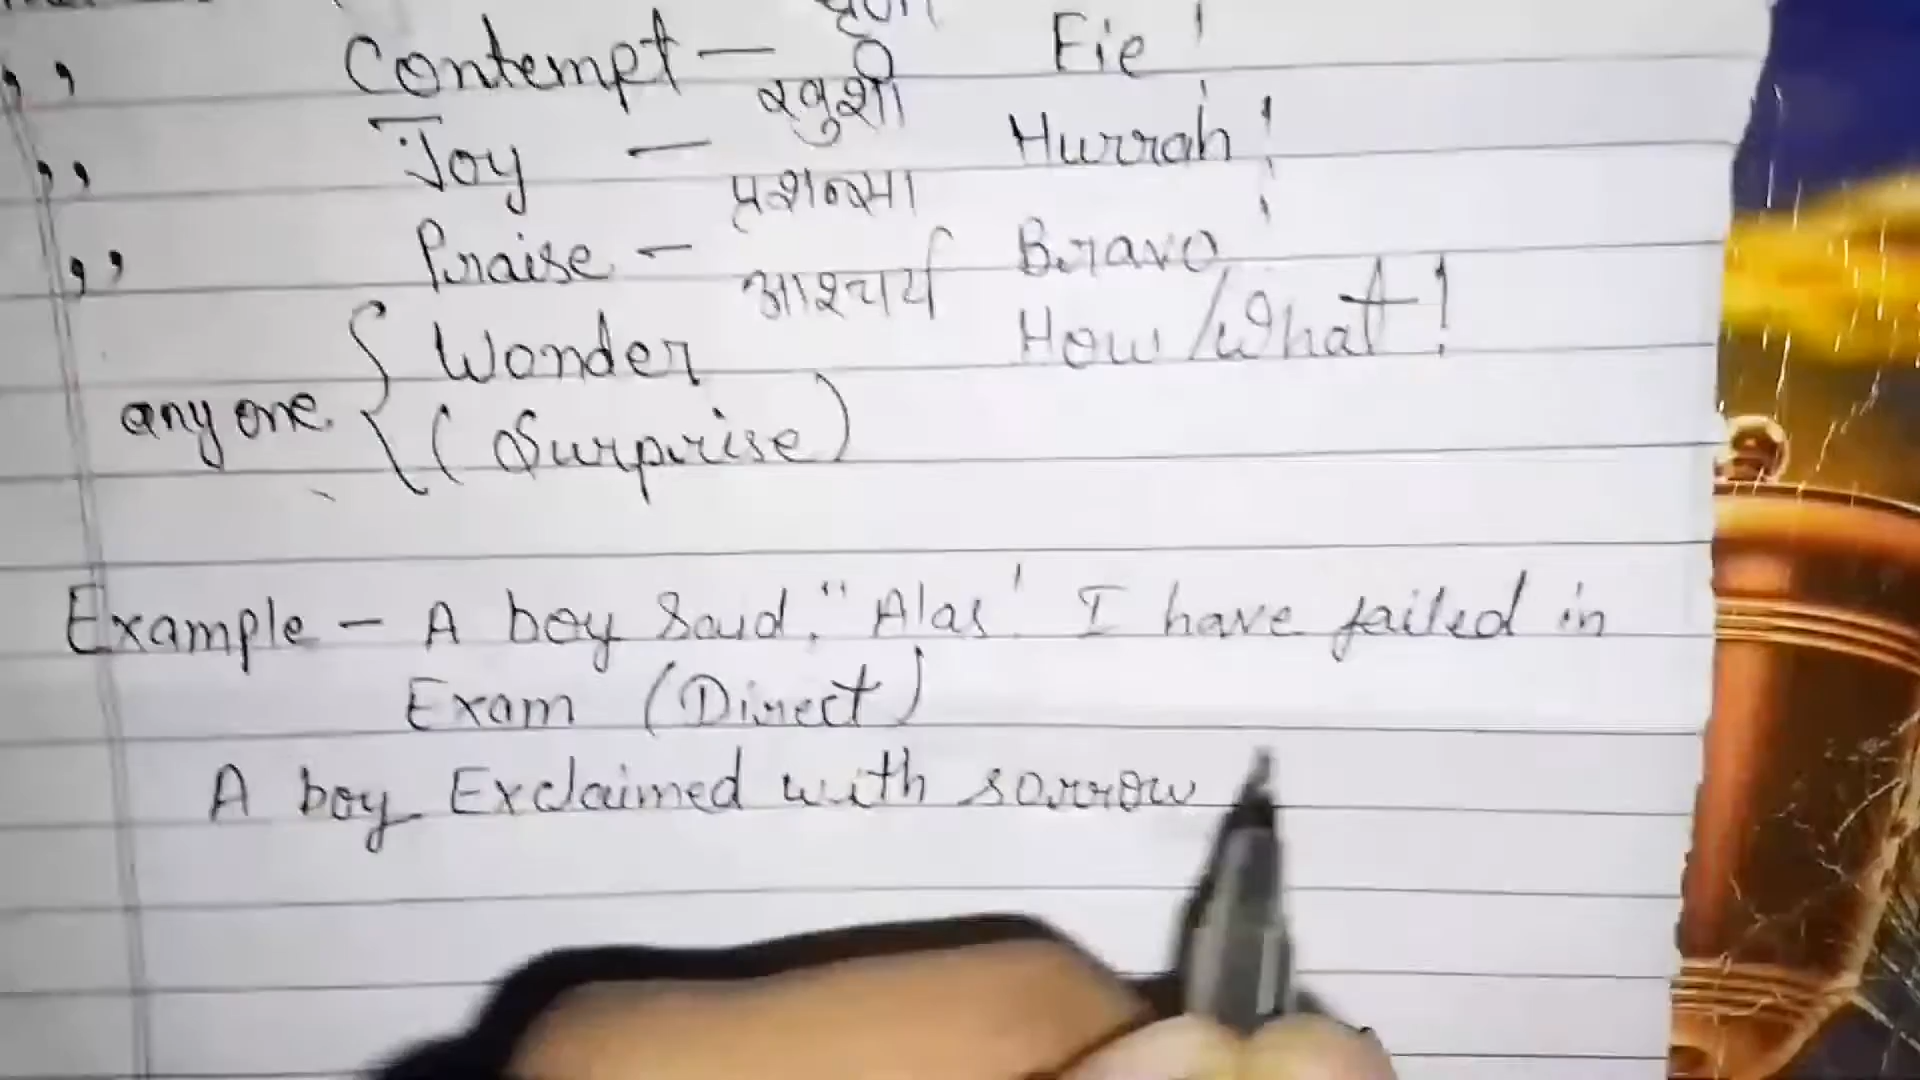 ,, Contempt — Fie!
खुशी
,, Joy — Hurrah!
प्रशन्सा
,, Praise — Bravo!
आश्चर्य
Wonder How/What!
any one (Surprise)
Example - A boy Said, "Alas! I have failed in
Exam (Direct)
A boy Exclaimed with sorrow